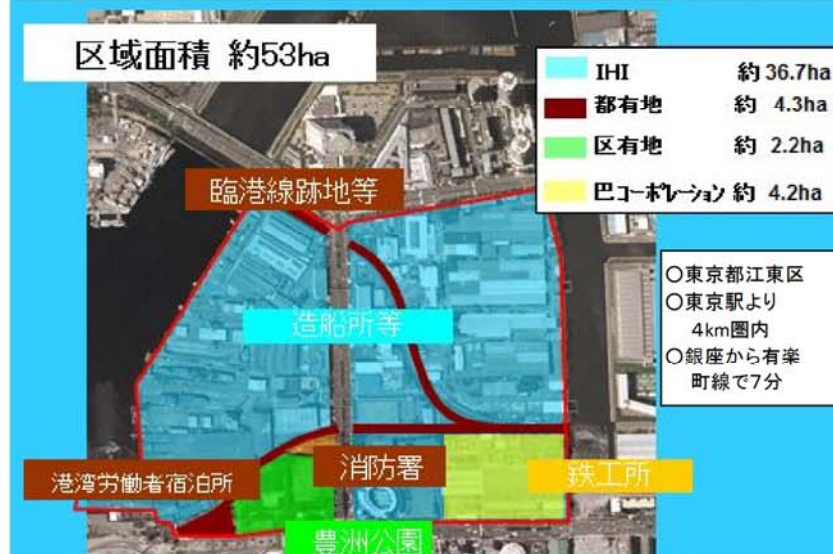 区域面積 約53ha
IHI 約36.7ha
都有地 約 4.3ha
区有地 約 2.2ha
巴コーポレーション 約 4.2ha
臨港線跡地等
○東京都江東区
○東京駅より
4km圏内
○銀座から有楽
町線で7分
造船所等
港湾労働者宿泊所
消防署
鉄工所
豊洲公園